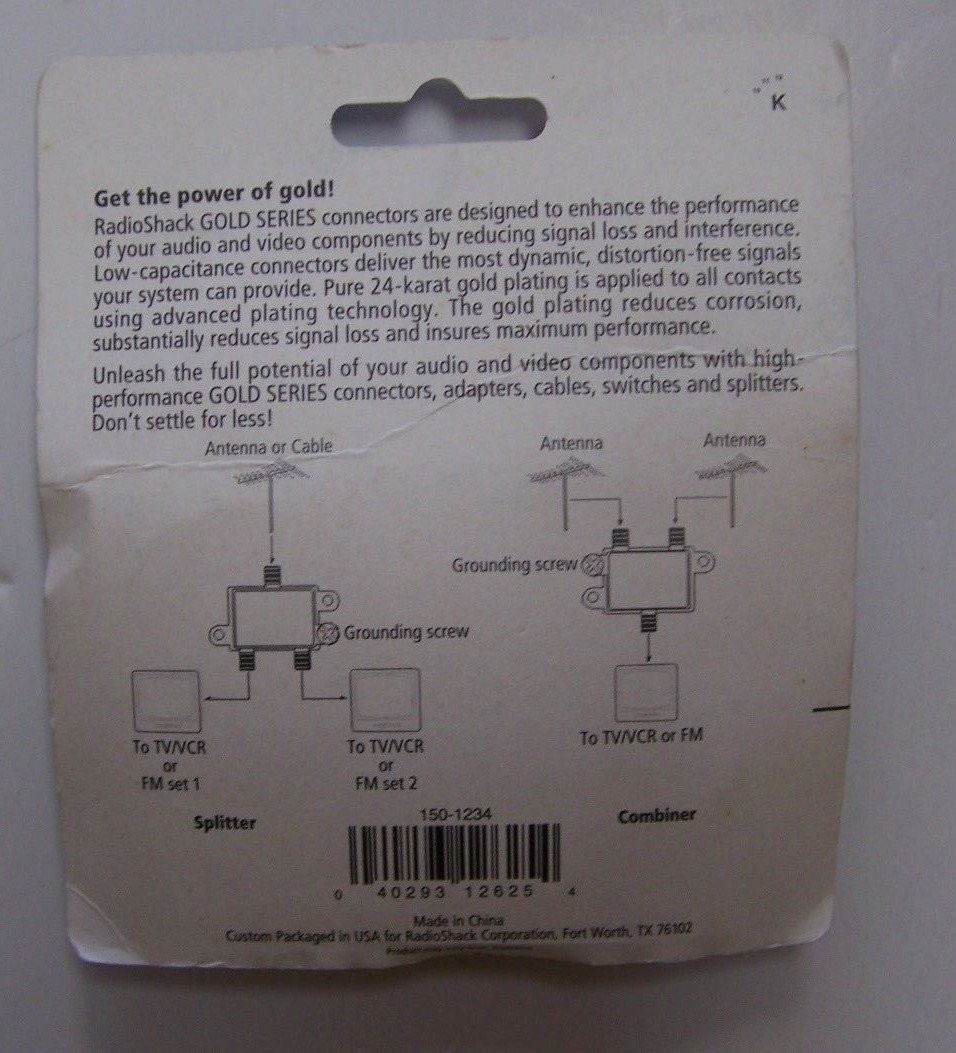 K
Get the power of gold!
RadioShack GOLD SERIES connectors are designed to enhance the performance
of your audio and video components by reducing signal loss and interference.
Low-capacitance connectors deliver the most dynamic, distortion-free signals
your system can provide. Pure 24-karat gold plating is applied to all contacts
using advanced plating technology. The gold plating reduces corrosion,
substantially reduces signal loss and insures maximum performance.
Unleash the full potential of your audio and video components with high-
performance GOLD SERIES connectors, adapters, cables, switches and splitters.
Don't settle for less!
Antenna or Cable
Antenna
Antenna
Grounding screw
Grounding screw
To TV/VCR
or
FM set 1
To TV/VCR
or
FM set 2
To TV/VCR or FM
Splitter
150-1234
Combiner
0 40293 12625 4
Made in China
Custom Packaged in USA for RadioShack Corporation, Fort Worth, TX 76102